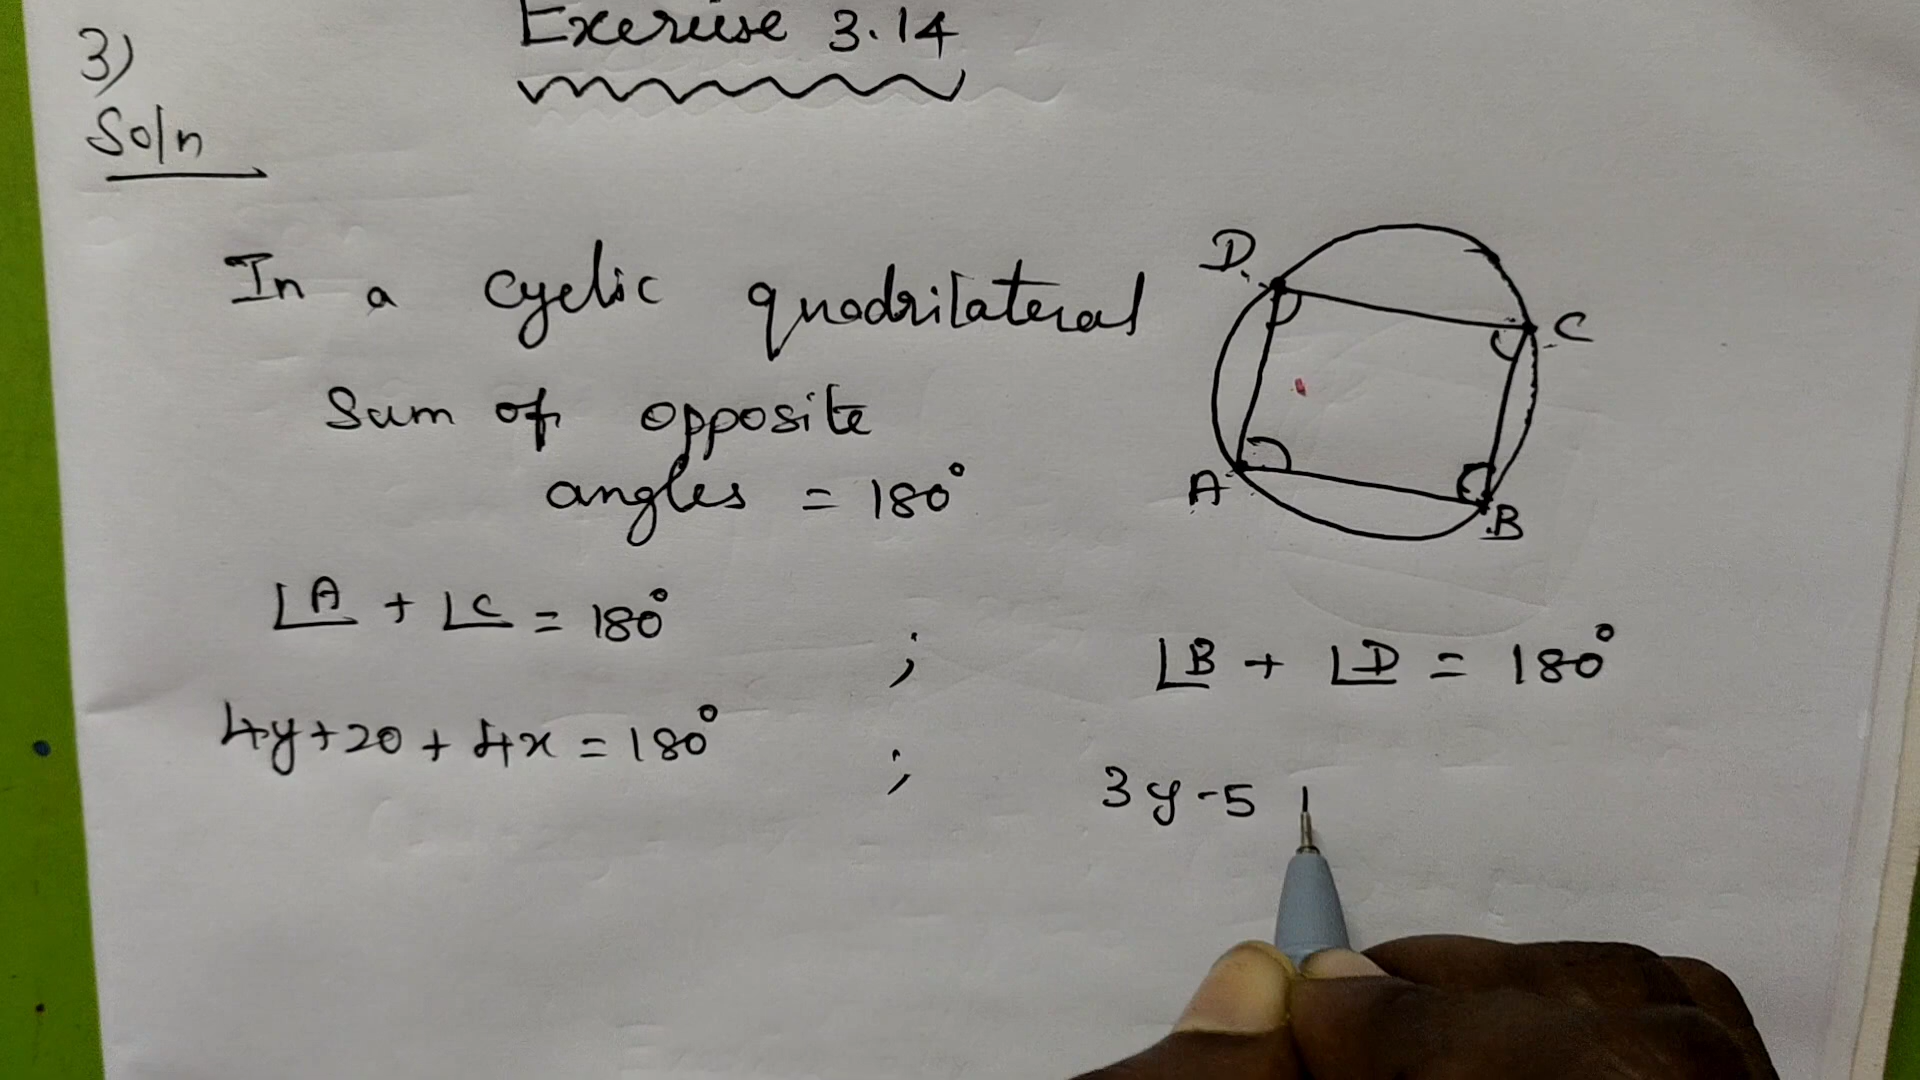 Exercise 3.14
3)
Soln
In a cyclic quadrilateral
Sum of opposite
angles = 180°
D
C
A
B
∠A + ∠C = 180° ; ∠B + ∠D = 180°
4y+20 + 4x = 180° ; 3y-5